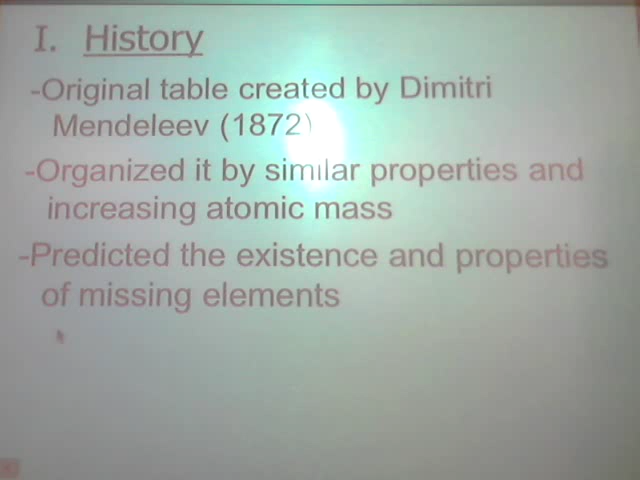 I. History
-Original table created by Dimitri
Mendeleev (1872)
-Organized it by similar properties and
increasing atomic mass
-Predicted the existence and properties
of missing elements